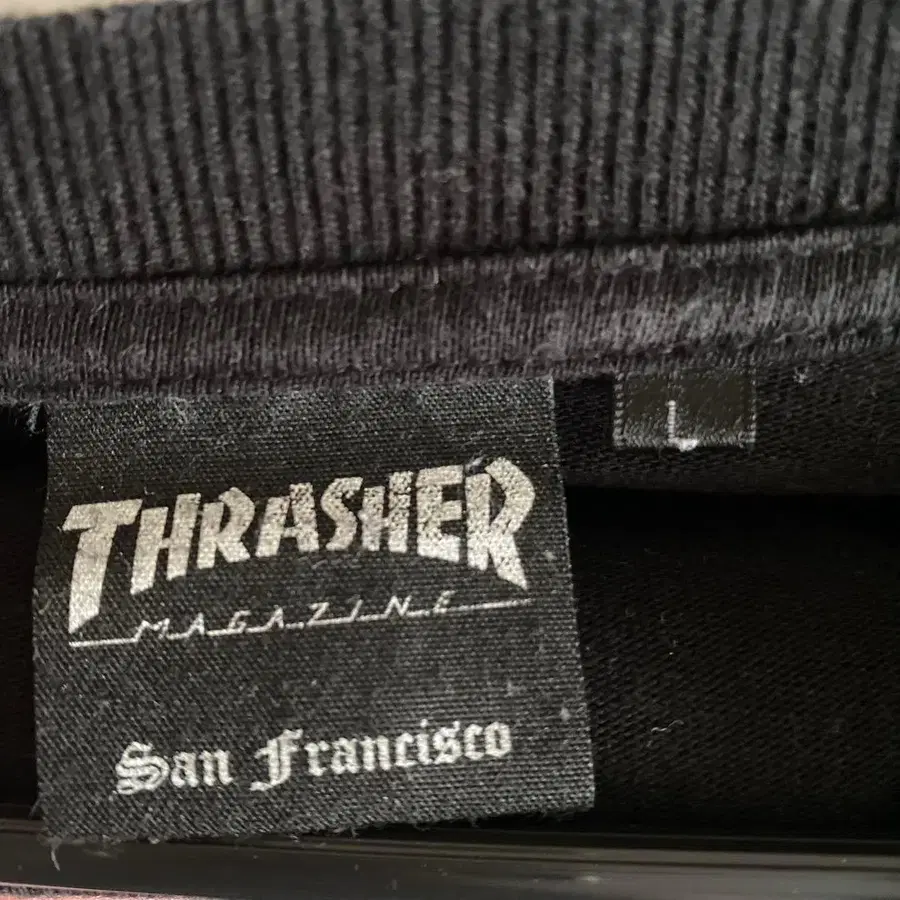 THRASHER
MAGAZINE
San Francisco
L